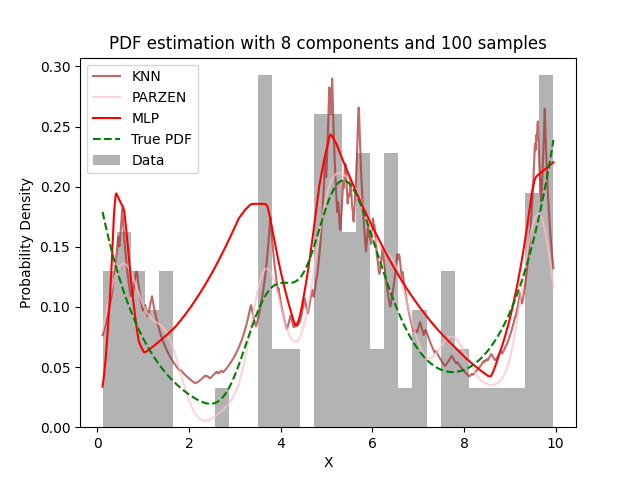 PDF estimation with 8 components and 100 samples
KNN
PARZEN
MLP
True PDF
Data
Probability Density
0.30
0.25
0.20
0.15
0.10
0.05
0.00
0 2 4 6 8 10
X